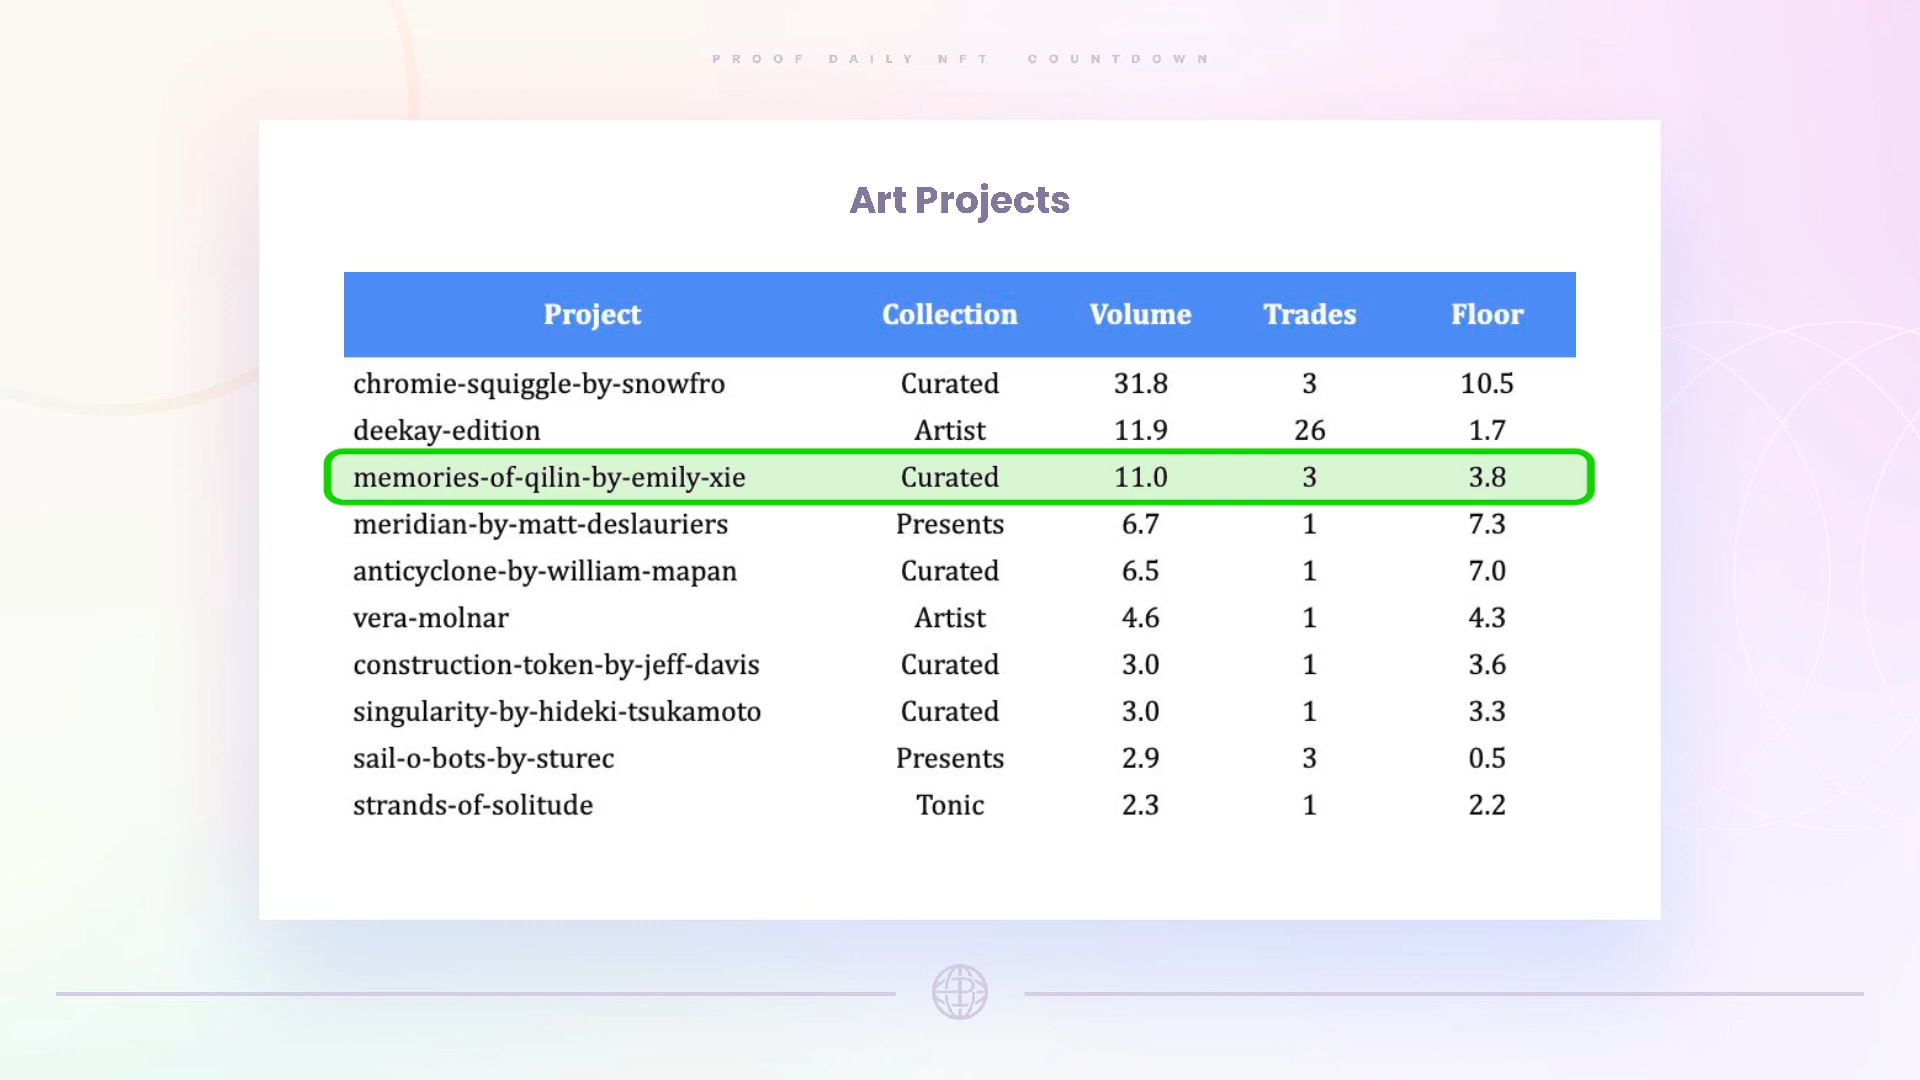 PROOF DAILY NFT COUNTDOWN
Art Projects
Project Collection Volume Trades Floor
chromie-squiggle-by-snowfro Curated 31.8 3 10.5
deekay-edition Artist 11.9 26 1.7
memories-of-qilin-by-emily-xie Curated 11.0 3 3.8
meridian-by-matt-deslauriers Presents 6.7 1 7.3
anticyclone-by-william-mapan Curated 6.5 1 7.0
vera-molnar Artist 4.6 1 4.3
construction-token-by-jeff-davis Curated 3.0 1 3.6
singularity-by-hideki-tsukamoto Curated 3.0 1 3.3
sail-o-bots-by-sturec Presents 2.9 3 0.5
strands-of-solitude Tonic 2.3 1 2.2
P